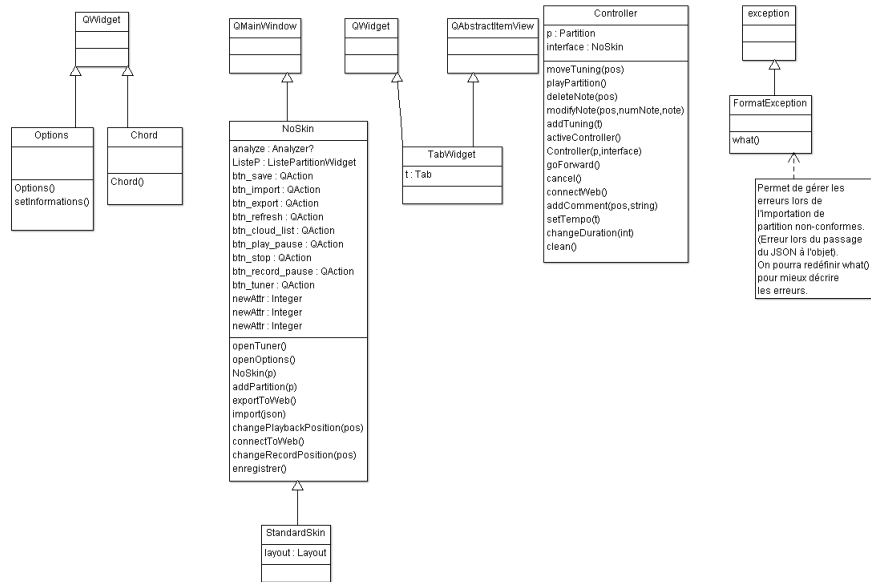 QWidget
Options
Options()
setInformations()
Chord
Chord()
QMainWindow
NoSkin
analyze : Analyzer?
ListeP : ListePartitionWidget
btn_save : QAction
btn_import : QAction
btn_export : QAction
btn_refresh : QAction
btn_cloud_list : QAction
btn_play_pause : QAction
btn_stop : QAction
btn_record_pause : QAction
btn_tuner : QAction
newAttr : Integer
newAttr : Integer
newAttr : Integer
openTuner()
openOptions()
NoSkin(p)
addPartition(p)
exportToWeb()
import(json)
changePlaybackPosition(pos)
connectToWeb()
changeRecordPosition(pos)
enregistrer()
StandardSkin
layout : Layout
QWidget
QAbstractItemView
TabWidget
t : Tab
Controller
p : Partition
interface : NoSkin
moveTuning(pos)
playPartition()
deleteNote(pos)
modifyNote(pos,numNote,note)
addTuning(t)
activeController()
Controller(p,interface)
goForward()
cancel()
connectWeb()
addComment(pos,string)
setTempo(t)
changeDuration(int)
clean()
exception
FormatException
what()
Permet de gérer les
erreurs lors de
l'importation de
partition non-conformes.
(Erreur lors du passage
du JSON à l'objet).
On pourra redéfinir what()
pour mieux décrire
les erreurs.